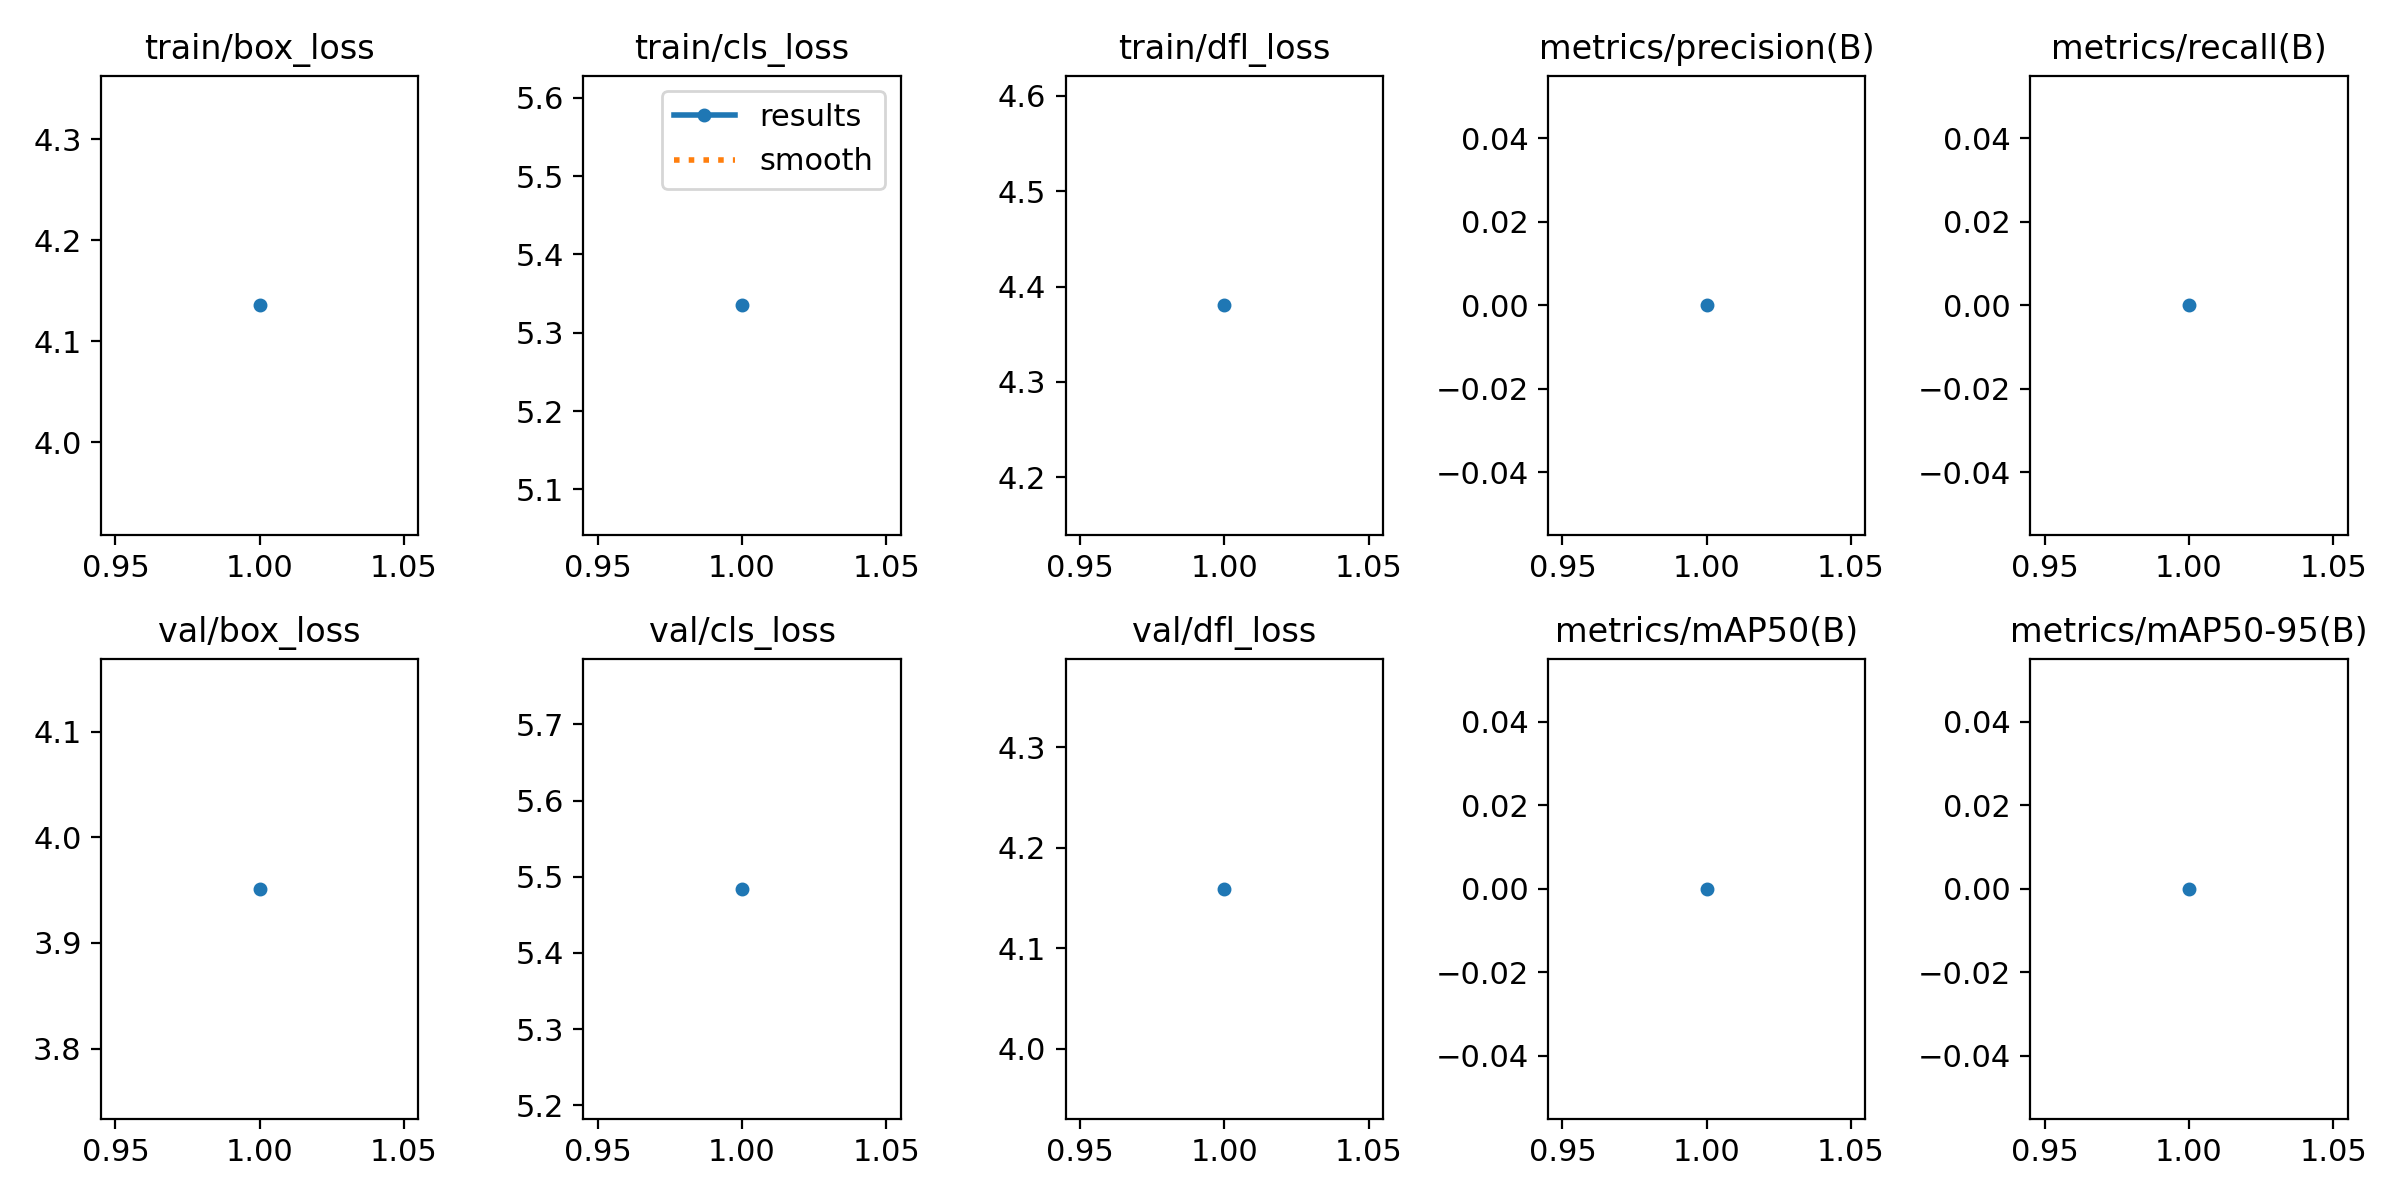 train/box_loss
4.3
4.2
4.1
4.0
0.95 1.00 1.05
train/cls_loss
5.6
5.5
5.4
5.3
5.2
5.1
results
smooth
0.95 1.00 1.05
train/dfl_loss
4.6
4.5
4.4
4.3
4.2
0.95 1.00 1.05
metrics/precision(B)
0.04
0.02
0.00
−0.02
−0.04
0.95 1.00 1.05
metrics/recall(B)
0.04
0.02
0.00
−0.02
−0.04
0.95 1.00 1.05
val/box_loss
4.1
4.0
3.9
3.8
0.95 1.00 1.05
val/cls_loss
5.7
5.6
5.5
5.4
5.3
5.2
0.95 1.00 1.05
val/dfl_loss
4.3
4.2
4.1
4.0
0.95 1.00 1.05
metrics/mAP50(B)
0.04
0.02
0.00
−0.02
−0.04
0.95 1.00 1.05
metrics/mAP50-95(B)
0.04
0.02
0.00
−0.02
−0.04
0.95 1.00 1.05